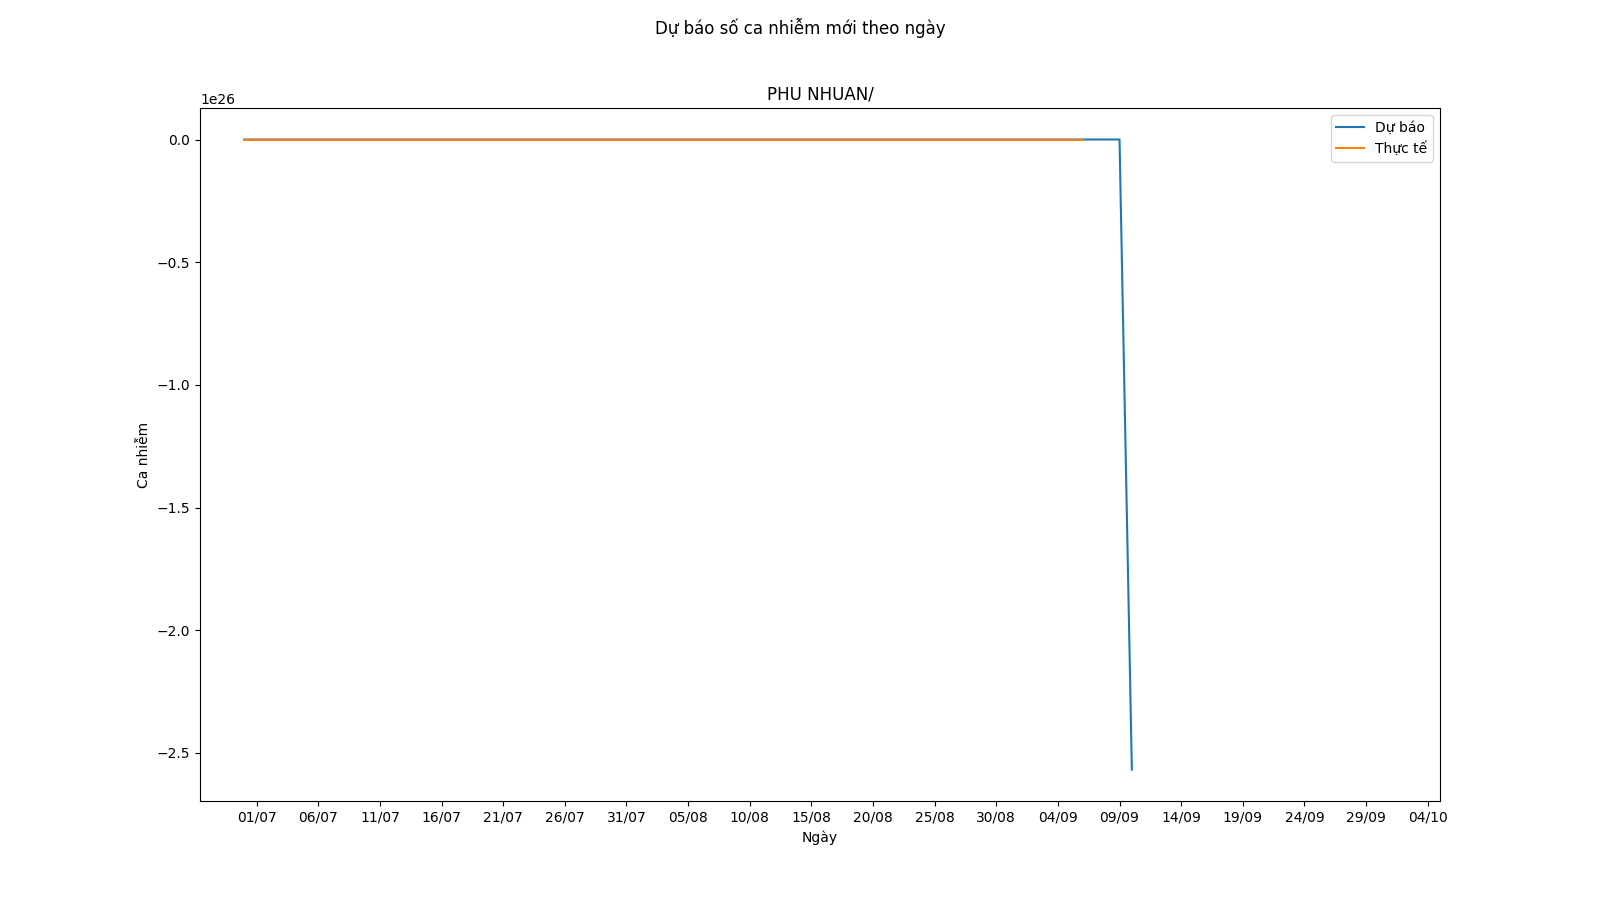 Dự báo số ca nhiễm mới theo ngày
PHU NHUAN/
1e26
0.0
−0.5
−1.0
−1.5
−2.0
−2.5
Ca nhiễm
Dự báo
Thực tế
01/07 06/07 11/07 16/07 21/07 26/07 31/07 05/08 10/08 15/08 20/08 25/08 30/08 04/09 09/09 14/09 19/09 24/09 29/09 04/10
Ngày